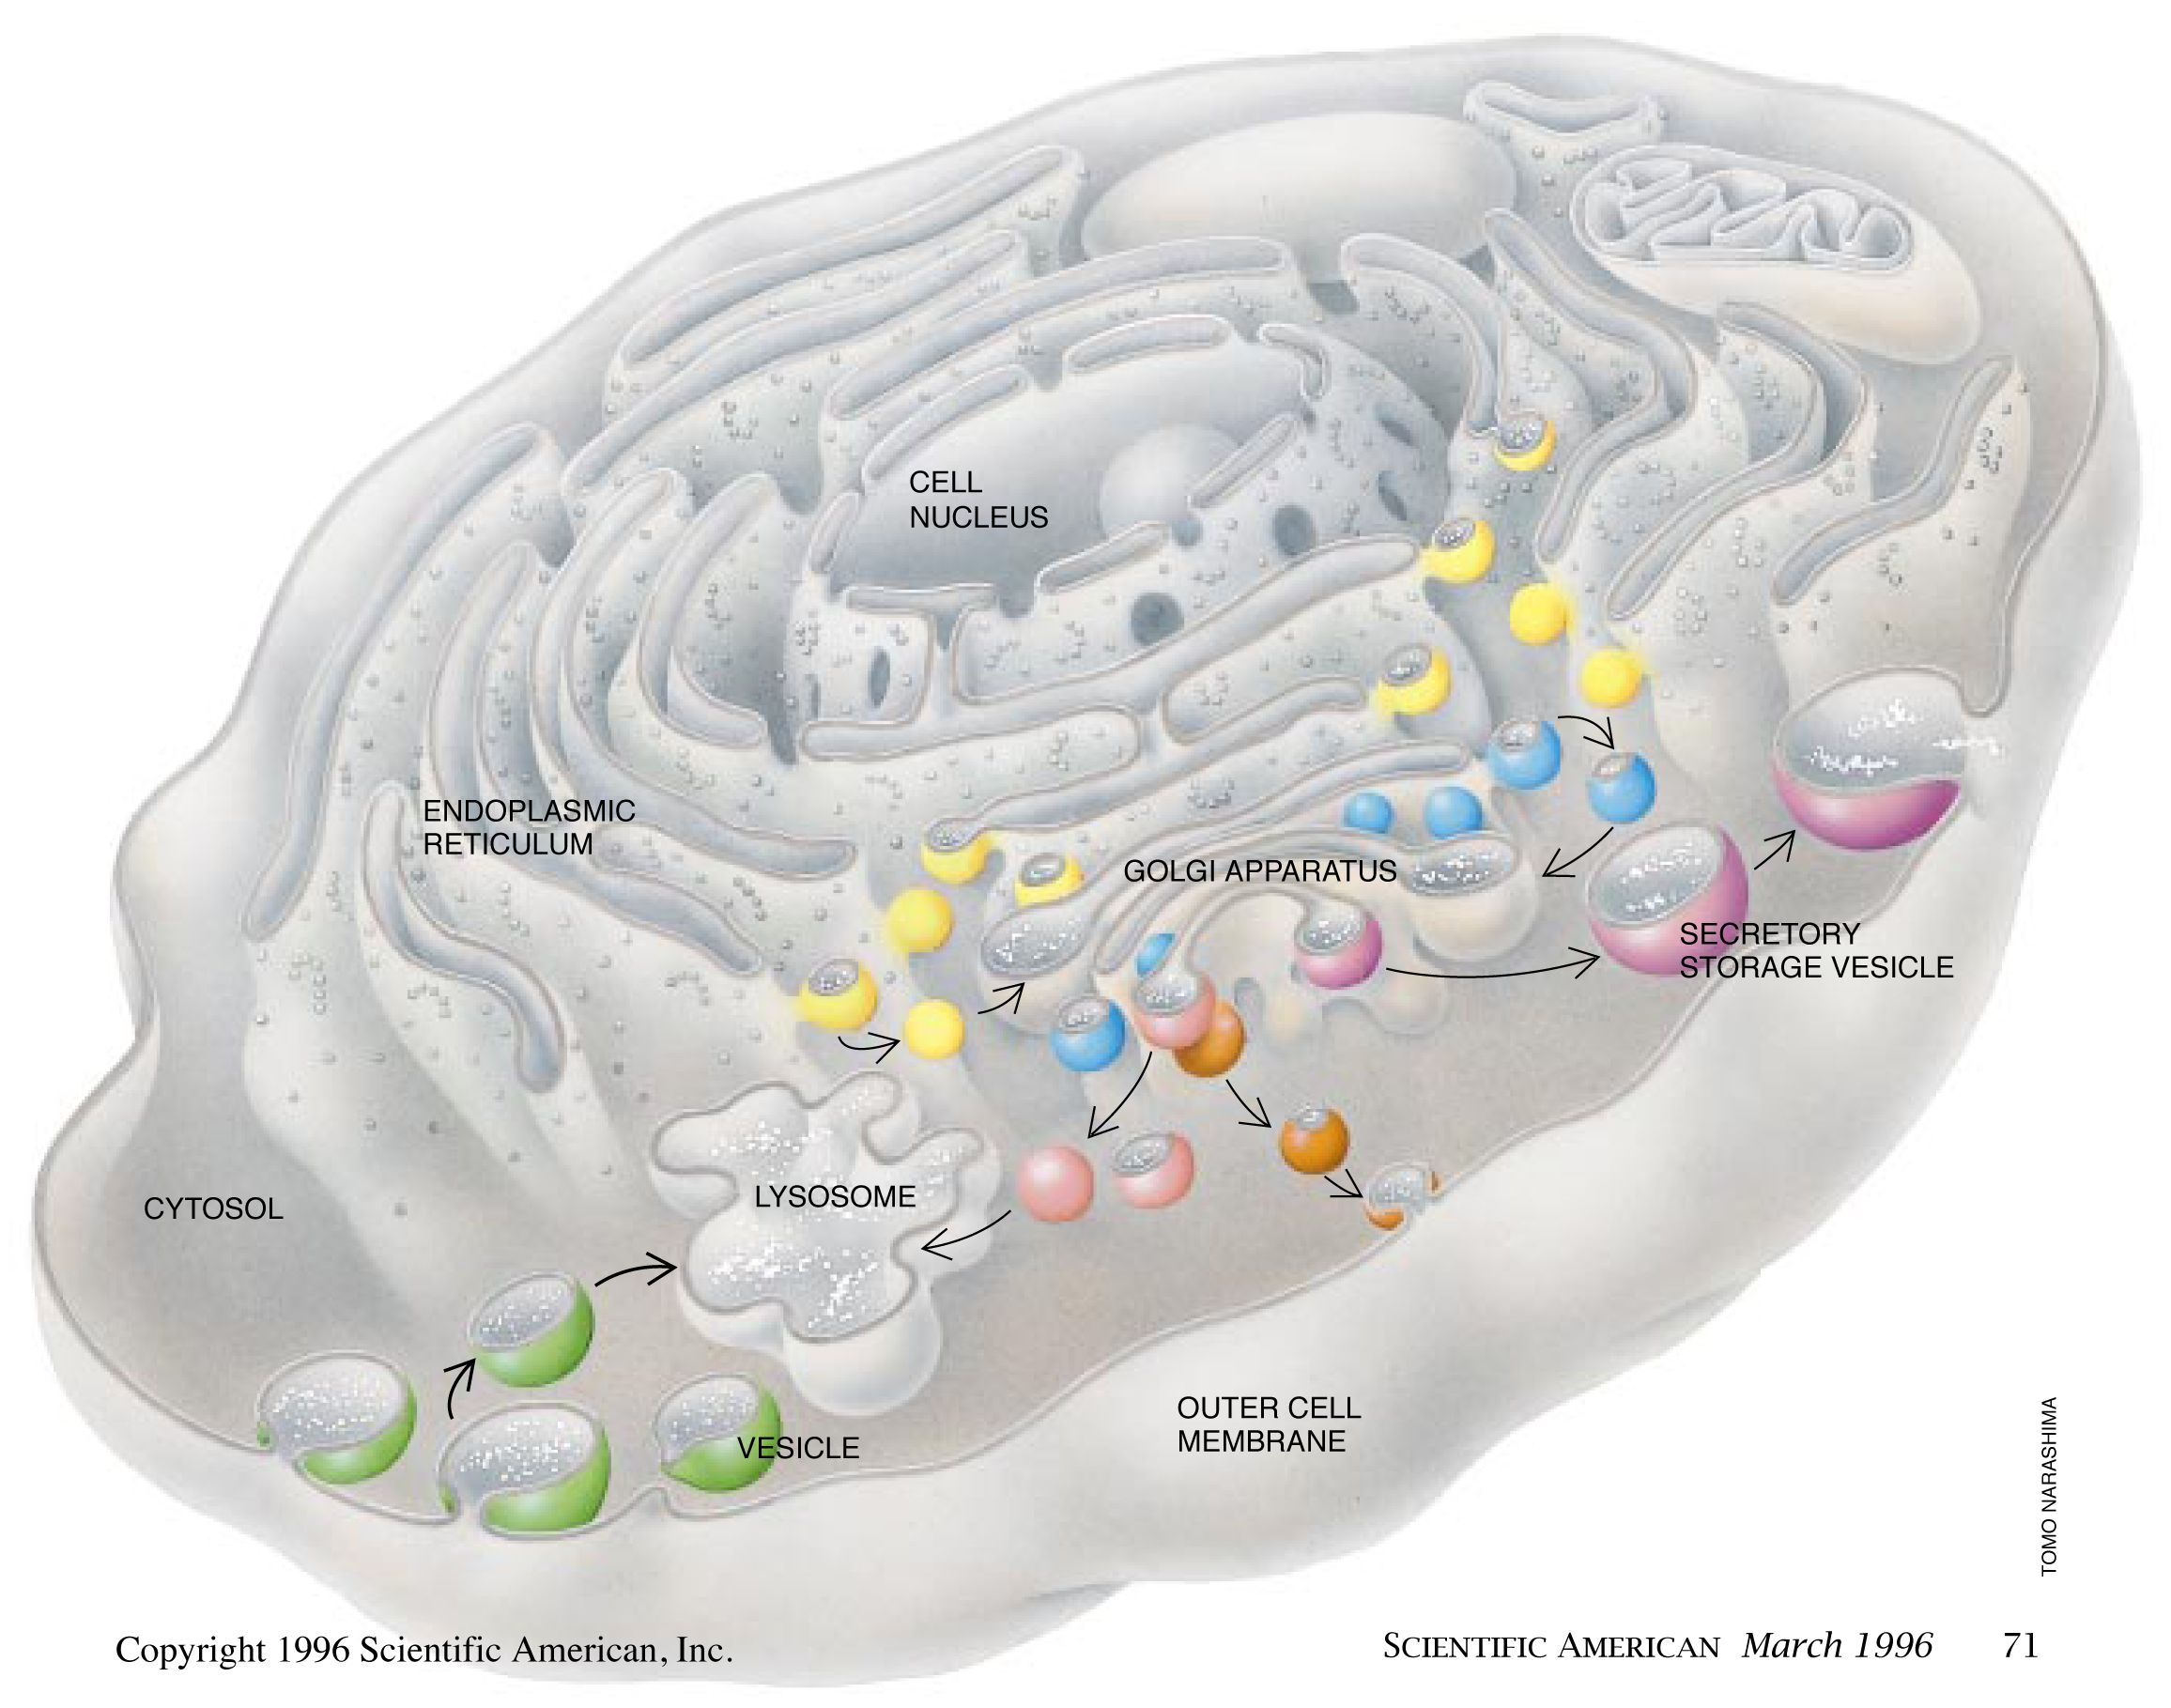 CELL
NUCLEUS
ENDOPLASMIC
RETICULUM
GOLGI APPARATUS
SECRETORY
STORAGE VESICLE
LYSOSOME
CYTOSOL
VESICLE
OUTER CELL
MEMBRANE
TOMO NARASHIMA
Copyright 1996 Scientific American, Inc.
SCIENTIFIC AMERICAN March 1996 71